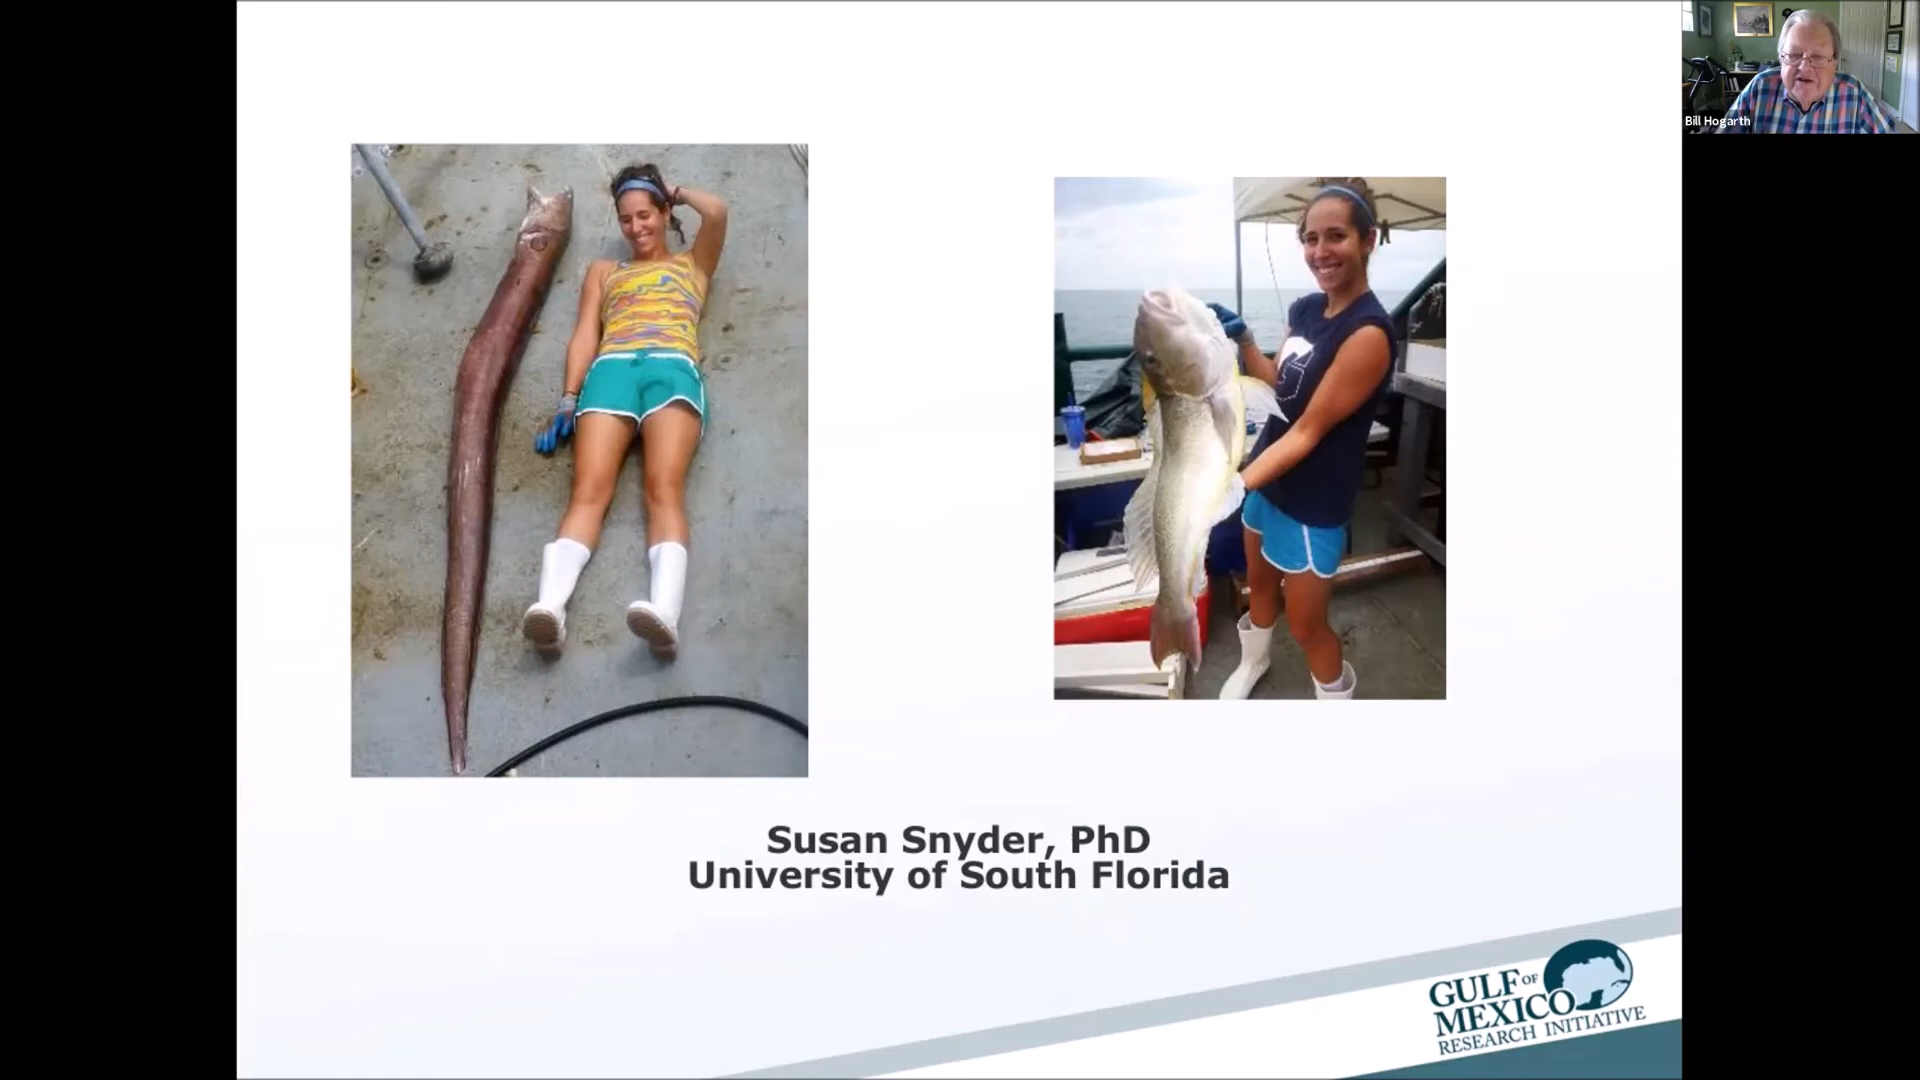 Bill Hogarth
Susan Snyder, PhD
University of South Florida
GULF OF
MEXICO
RESEARCH INITIATIVE